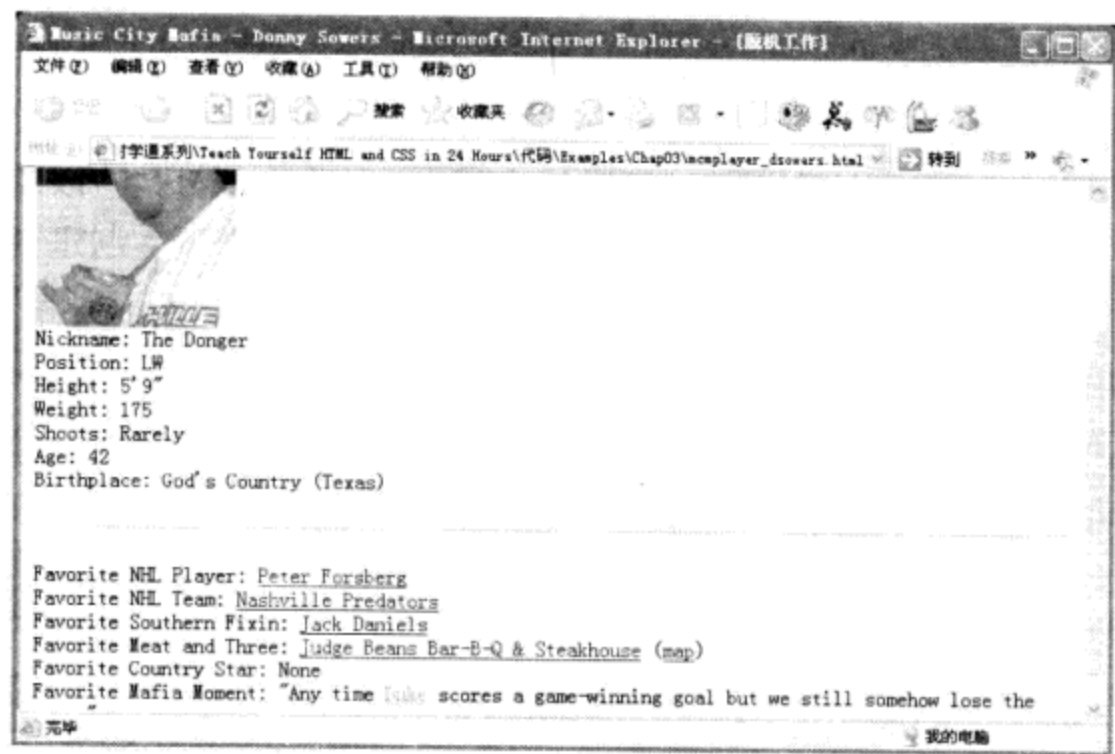 Music City Mafia - Donny Sowers - Microsoft Internet Explorer - [脱机工作]
文件(F) 编辑(E) 查看(V) 收藏(A) 工具(T) 帮助(H)
搜索 收藏夹
学通系列\Teach Yourself HTML and CSS in 24 Hours\代码\Examples\Chap03\mcmplayer_dsowers.html 转到 »
Nickname: The Donger
Position: LW
Height: 5'9"
Weight: 175
Shoots: Rarely
Age: 42
Birthplace: God's Country (Texas)
Favorite NHL Player: Peter Forsberg
Favorite NHL Team: Nashville Predators
Favorite Southern Fixin: Jack Daniels
Favorite Meat and Three: Judge Beans Bar-B-Q & Steakhouse (map)
Favorite Country Star: None
Favorite Mafia Moment: "Any time scores a game-winning goal but we still somehow lose the
完毕 我的电脑